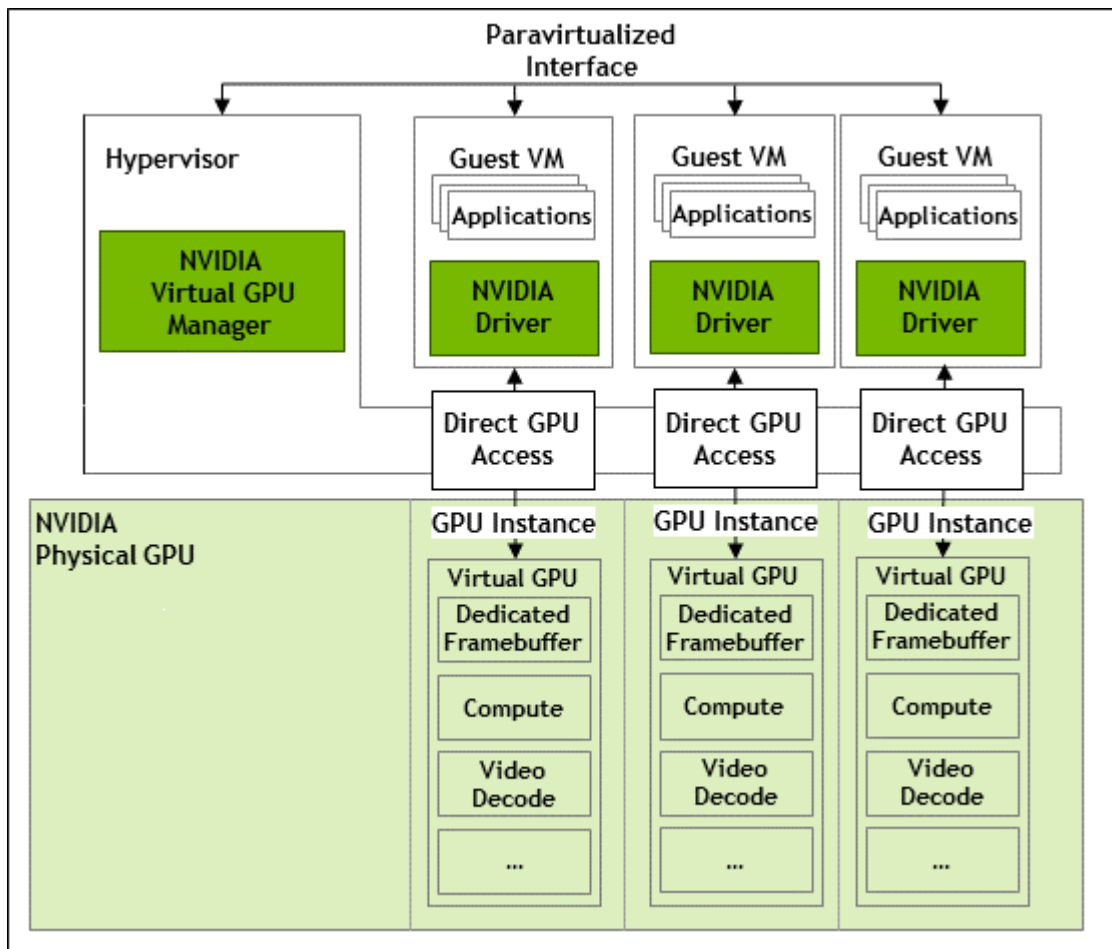 Paravirtualized
Interface
Hypervisor
NVIDIA
Virtual GPU
Manager
Guest VM
Applications
NVIDIA
Driver
Guest VM
Applications
NVIDIA
Driver
Guest VM
Applications
NVIDIA
Driver
Direct GPU
Access
Direct GPU
Access
Direct GPU
Access
NVIDIA
Physical GPU
GPU Instance
Virtual GPU
Dedicated
Framebuffer
Compute
Video
Decode
...
GPU Instance
Virtual GPU
Dedicated
Framebuffer
Compute
Video
Decode
...
GPU Instance
Virtual GPU
Dedicated
Framebuffer
Compute
Video
Decode
...